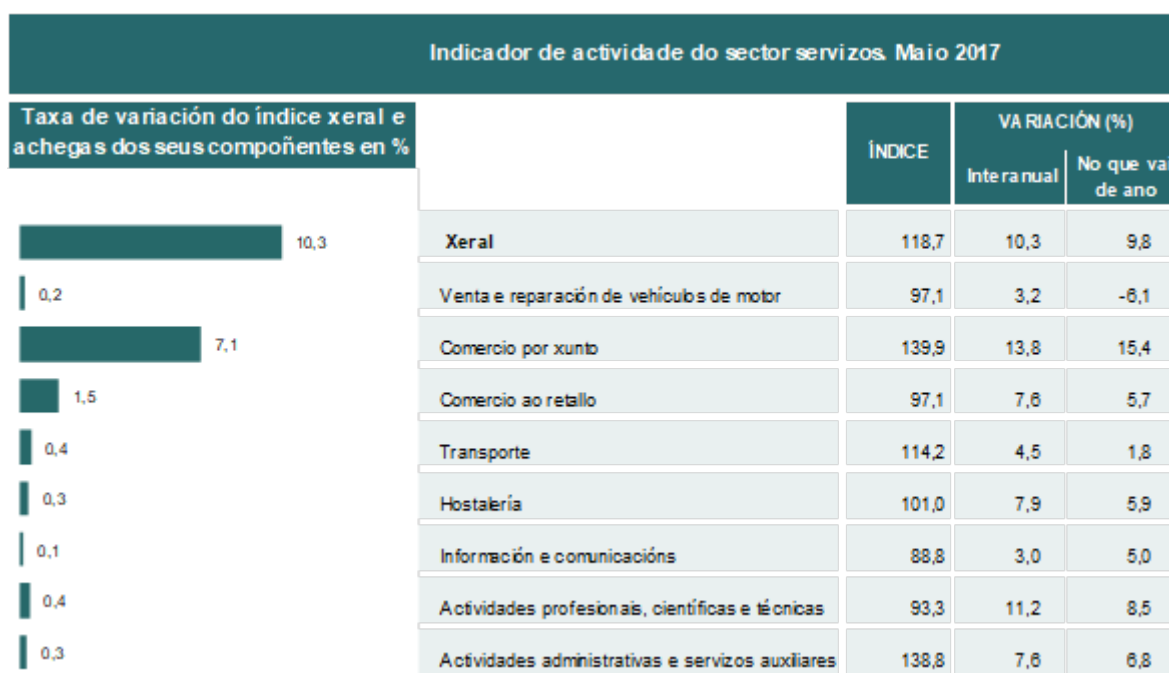 Indicador de actividade do sector servizos. Maio 2017
Taxa de variación do índice xeral e
achegas dos seus compoñentes en %
ÍNDICE
VARIACIÓN (%)
Interanual
No que vai
de ano
10,3 Xeral 118,7 10,3 9,8
0,2 Venta e reparación de vehículos de motor 97,1 3,2 -6,1
7,1 Comercio por xunto 139,9 13,8 15,4
1,5 Comercio ao retallo 97,1 7,6 5,7
0,4 Transporte 114,2 4,5 1,8
0,3 Hostalería 101,0 7,9 5,9
0,1 Información e comunicacións 88,8 3,0 5,0
0,4 Actividades profesionais, científicas e técnicas 93,3 11,2 8,5
0,3 Actividades administrativas e servizos auxiliares 138,8 7,6 6,8